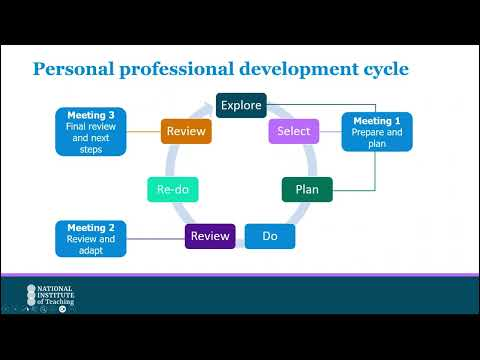 Personal professional development cycle
Explore
Meeting 3
Final review
and next
steps
Review
Select
Meeting 1
Prepare and
plan
Re-do
Plan
Meeting 2
Review and
adapt
Review
Do
NATIONAL
INSTITUTE
of Teaching